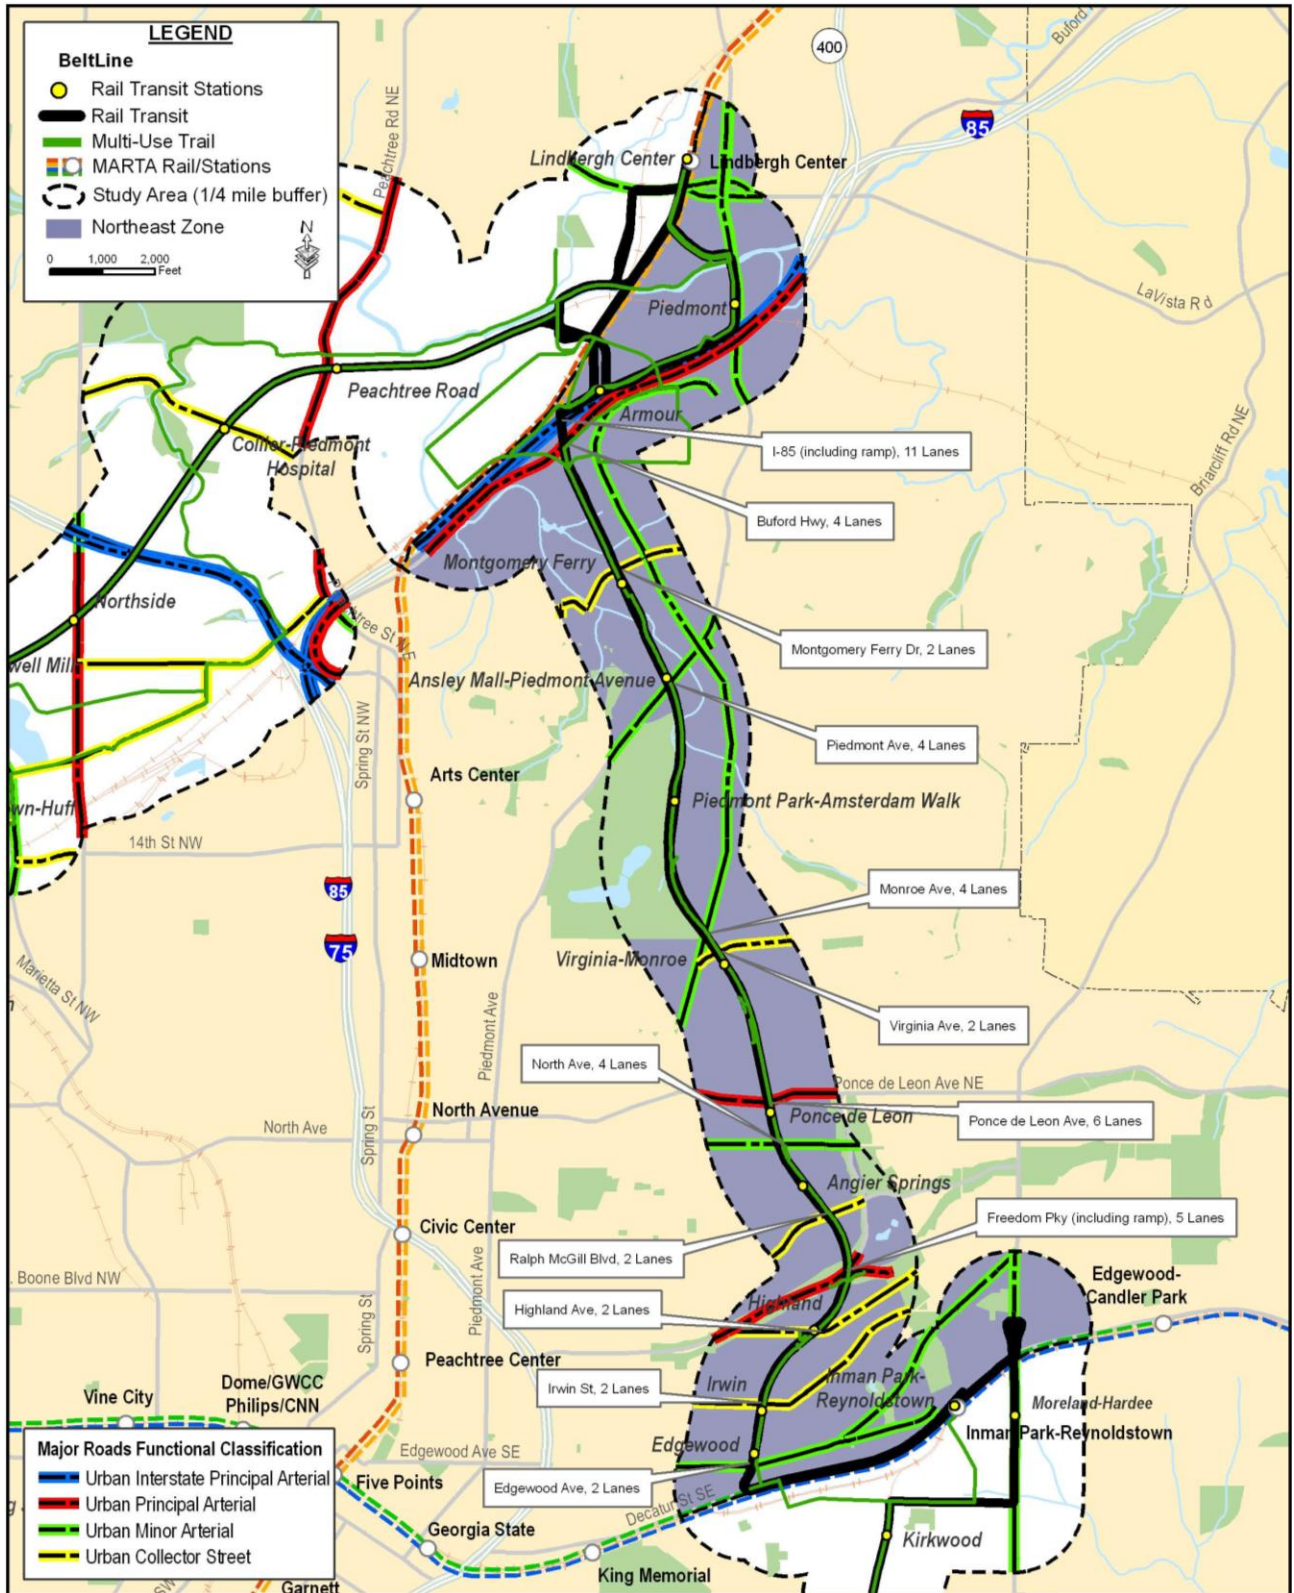 LEGEND
BeltLine
Rail Transit Stations
Rail Transit
Multi-Use Trail
MARTA Rail/Stations
Study Area (1/4 mile buffer)
Northeast Zone
N
0 1,000 2,000
Feet
400
Buford
85
Peachtree Rd NE
Lindbergh Center
Lindbergh Center
LaVista Rd
Piedmont
Peachtree Road
Armour
Collier-Piedmont
Hospital
I-85 (including ramp), 11 Lanes
Briarcliff Rd NE
Buford Hwy, 4 Lanes
Montgomery Ferry
Northside
Montgomery Ferry Dr, 2 Lanes
well Mill
Ansley Mall-Piedmont Avenue
Spring St NW
Piedmont Ave, 4 Lanes
Arts Center
Piedmont Park-Amsterdam Walk
wn-Huff
14th St NW
85
Monroe Ave, 4 Lanes
75
Midtown
Virginia-Monroe
Marietta St NW
Piedmont Ave
Virginia Ave, 2 Lanes
North Ave, 4 Lanes
Ponce de Leon Ave NE
North Avenue
Ponce de Leon
Ponce de Leon Ave, 6 Lanes
North Ave
Spring St
Angier Springs
Civic Center
Freedom Pky (including ramp), 5 Lanes
Ralph McGill Blvd, 2 Lanes
. Boone Blvd NW
Piedmont Ave
Edgewood-
Candler Park
Highland
Highland Ave, 2 Lanes
Spring St
Peachtree Center
Irwin
Inman Park-
Reynoldstown
Irwin St, 2 Lanes
Vine City
Dome/GWCC
Philips/CNN
Moreland-Hardee
Inman Park-Reynoldstown
Edgewood
Edgewood Ave SE
Five Points
Edgewood Ave, 2 Lanes
Decatur St SE
Georgia State
Kirkwood
King Memorial
Garnett
Major Roads Functional Classification
Urban Interstate Principal Arterial
Urban Principal Arterial
Urban Minor Arterial
Urban Collector Street